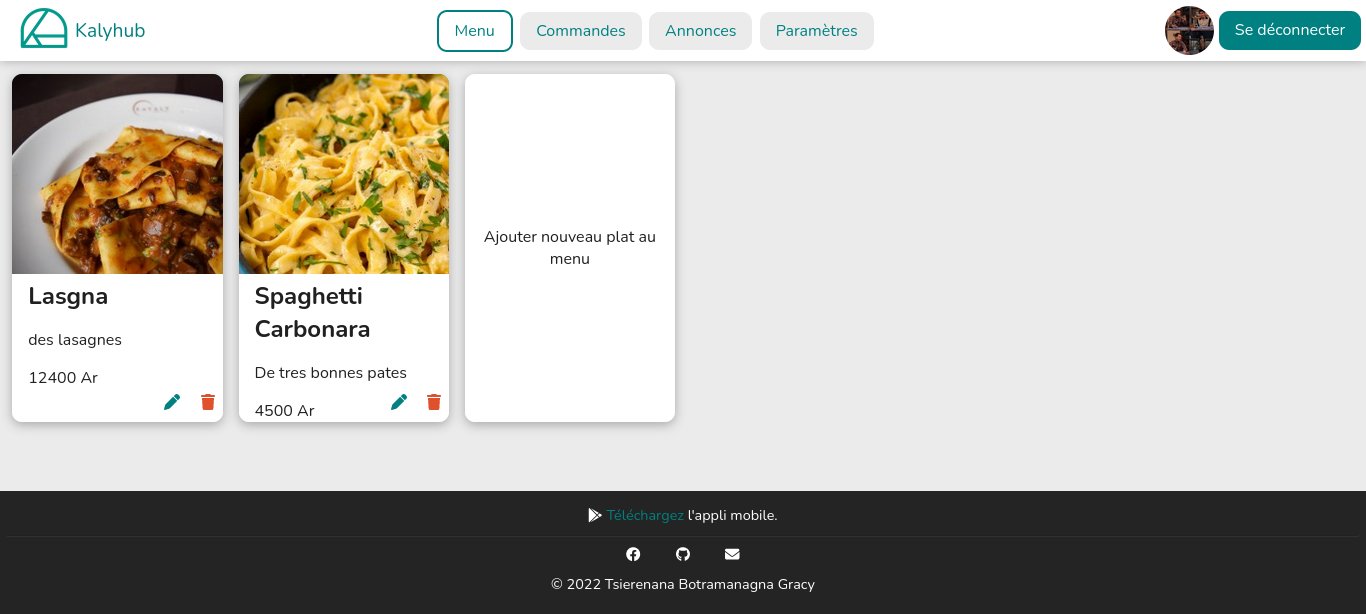 Kalyhub
Menu
Commandes
Annonces
Paramètres
Se déconnecter
Lasgna
des lasagnes
12400 Ar
Spaghetti
Carbonara
De tres bonnes pates
4500 Ar
Ajouter nouveau plat au
menu
Téléchargez l'appli mobile.
© 2022 Tsierenana Botramanagna Gracy